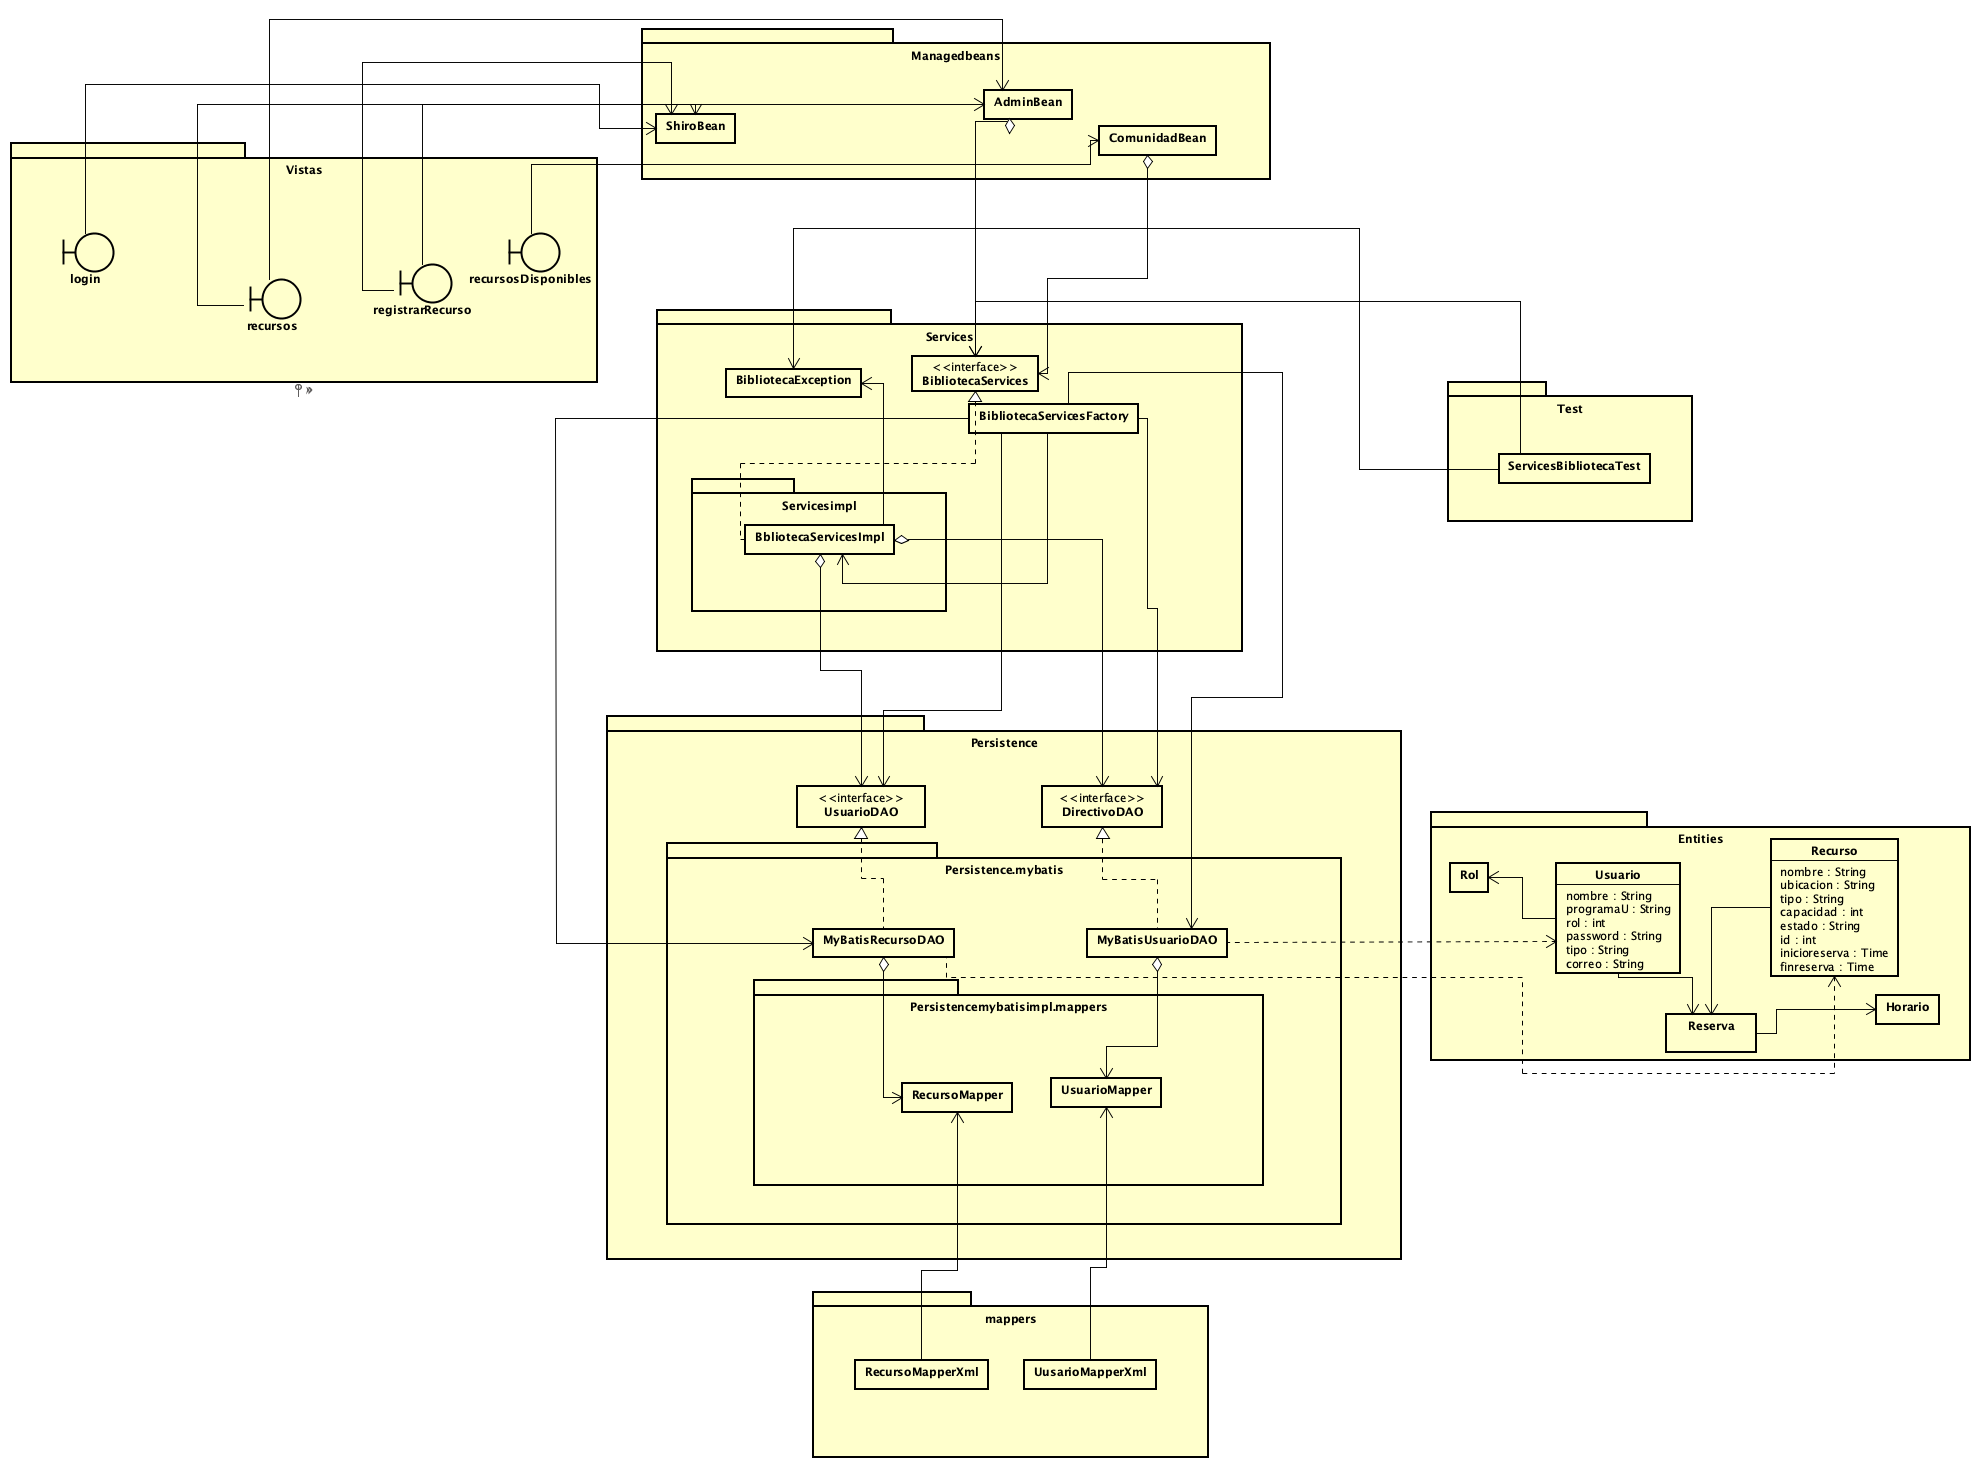 Managedbeans
AdminBean
ShiroBean
ComunidadBean
Vistas
login
recursos
registrarRecurso
recursosDisponibles
Services
BibliotecaException
<<interface>>
BibliotecaServices
BibliotecaServicesFactory
Servicesimpl
BbliotecaServicesImpl
Test
ServicesBibliotecaTest
Persistence
<<interface>>
UsuarioDAO
<<interface>>
DirectivoDAO
Persistence.mybatis
MyBatisRecursoDAO
MyBatisUsuarioDAO
Persistencemybatisimpl.mappers
RecursoMapper
UsuarioMapper
Entities
Rol
Usuario
nombre : String
programaU : String
rol : int
password : String
tipo : String
correo : String
Recurso
nombre : String
ubicacion : String
tipo : String
capacidad : int
estado : String
id : int
inicioreserva : Time
finreserva : Time
Reserva
Horario
mappers
RecursoMapperXml
UusarioMapperXml